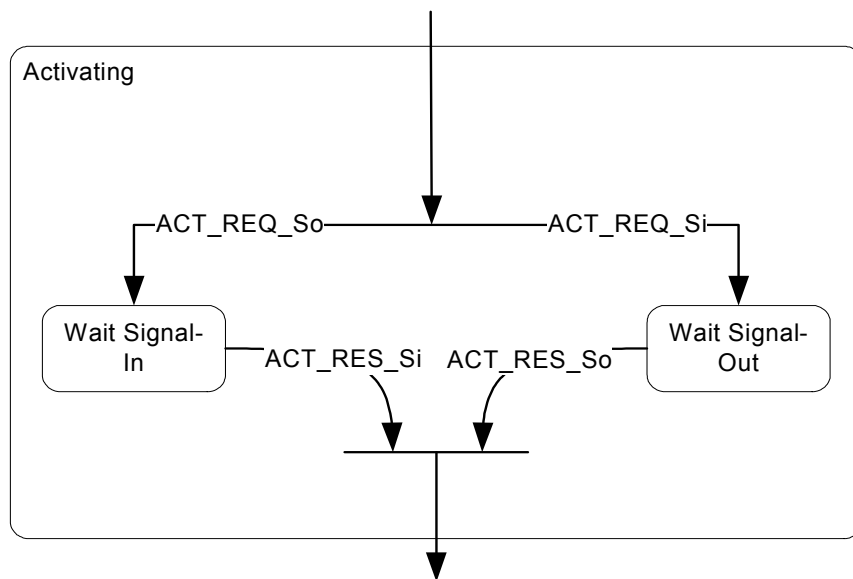 Activating
ACT_REQ_So
ACT_REQ_Si
Wait Signal-
In
ACT_RES_Si
ACT_RES_So
Wait Signal-
Out